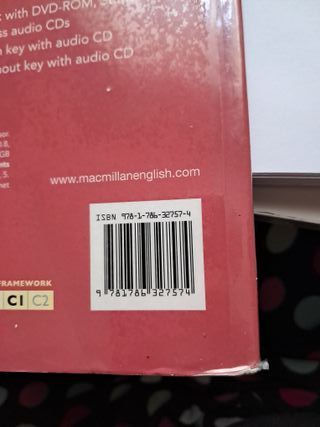 with DVD-ROM,
ss audio CDs
key with audio CD
out key with audio CD
www.macmillanenglish.com
ISBN 978-1-786-32757-4
9 781786 327574
FRAMEWORK
C1 C2